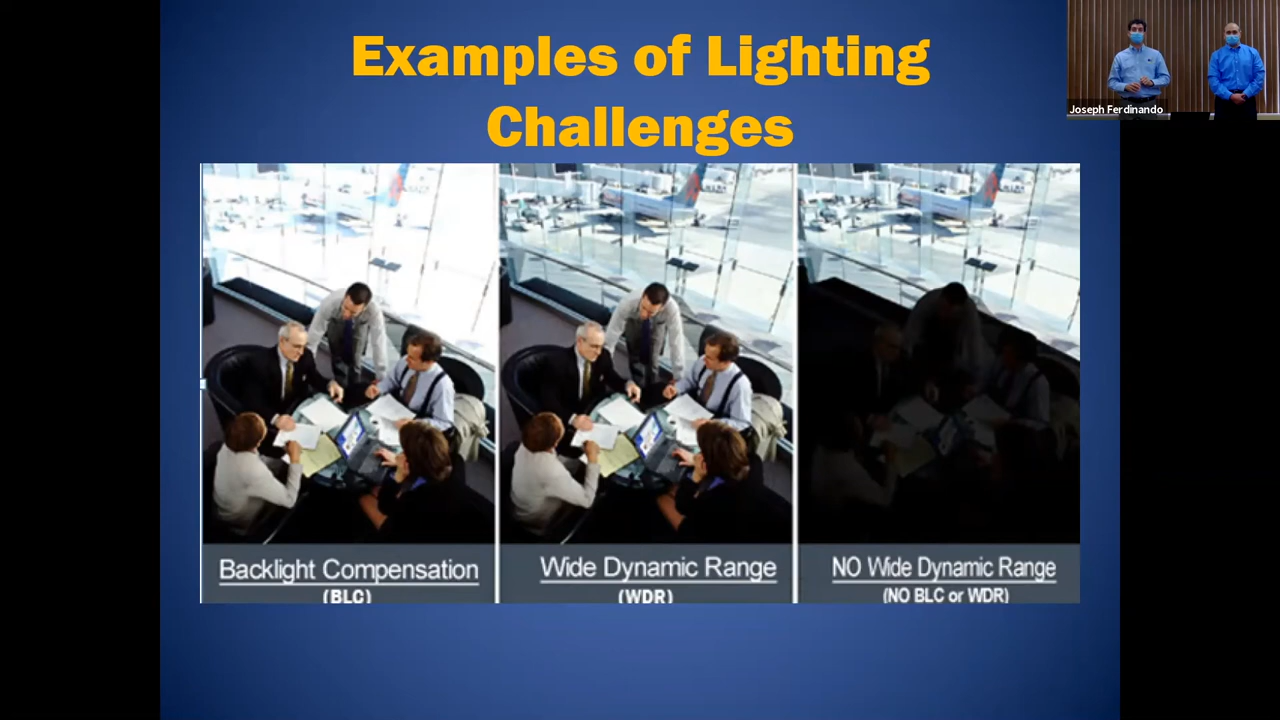 Examples of Lighting
Challenges
Joseph Ferdinando
Backlight Compensation
(BLC)
Wide Dynamic Range
(WDR)
NO Wide Dynamic Range
(NO BLC or WDR)